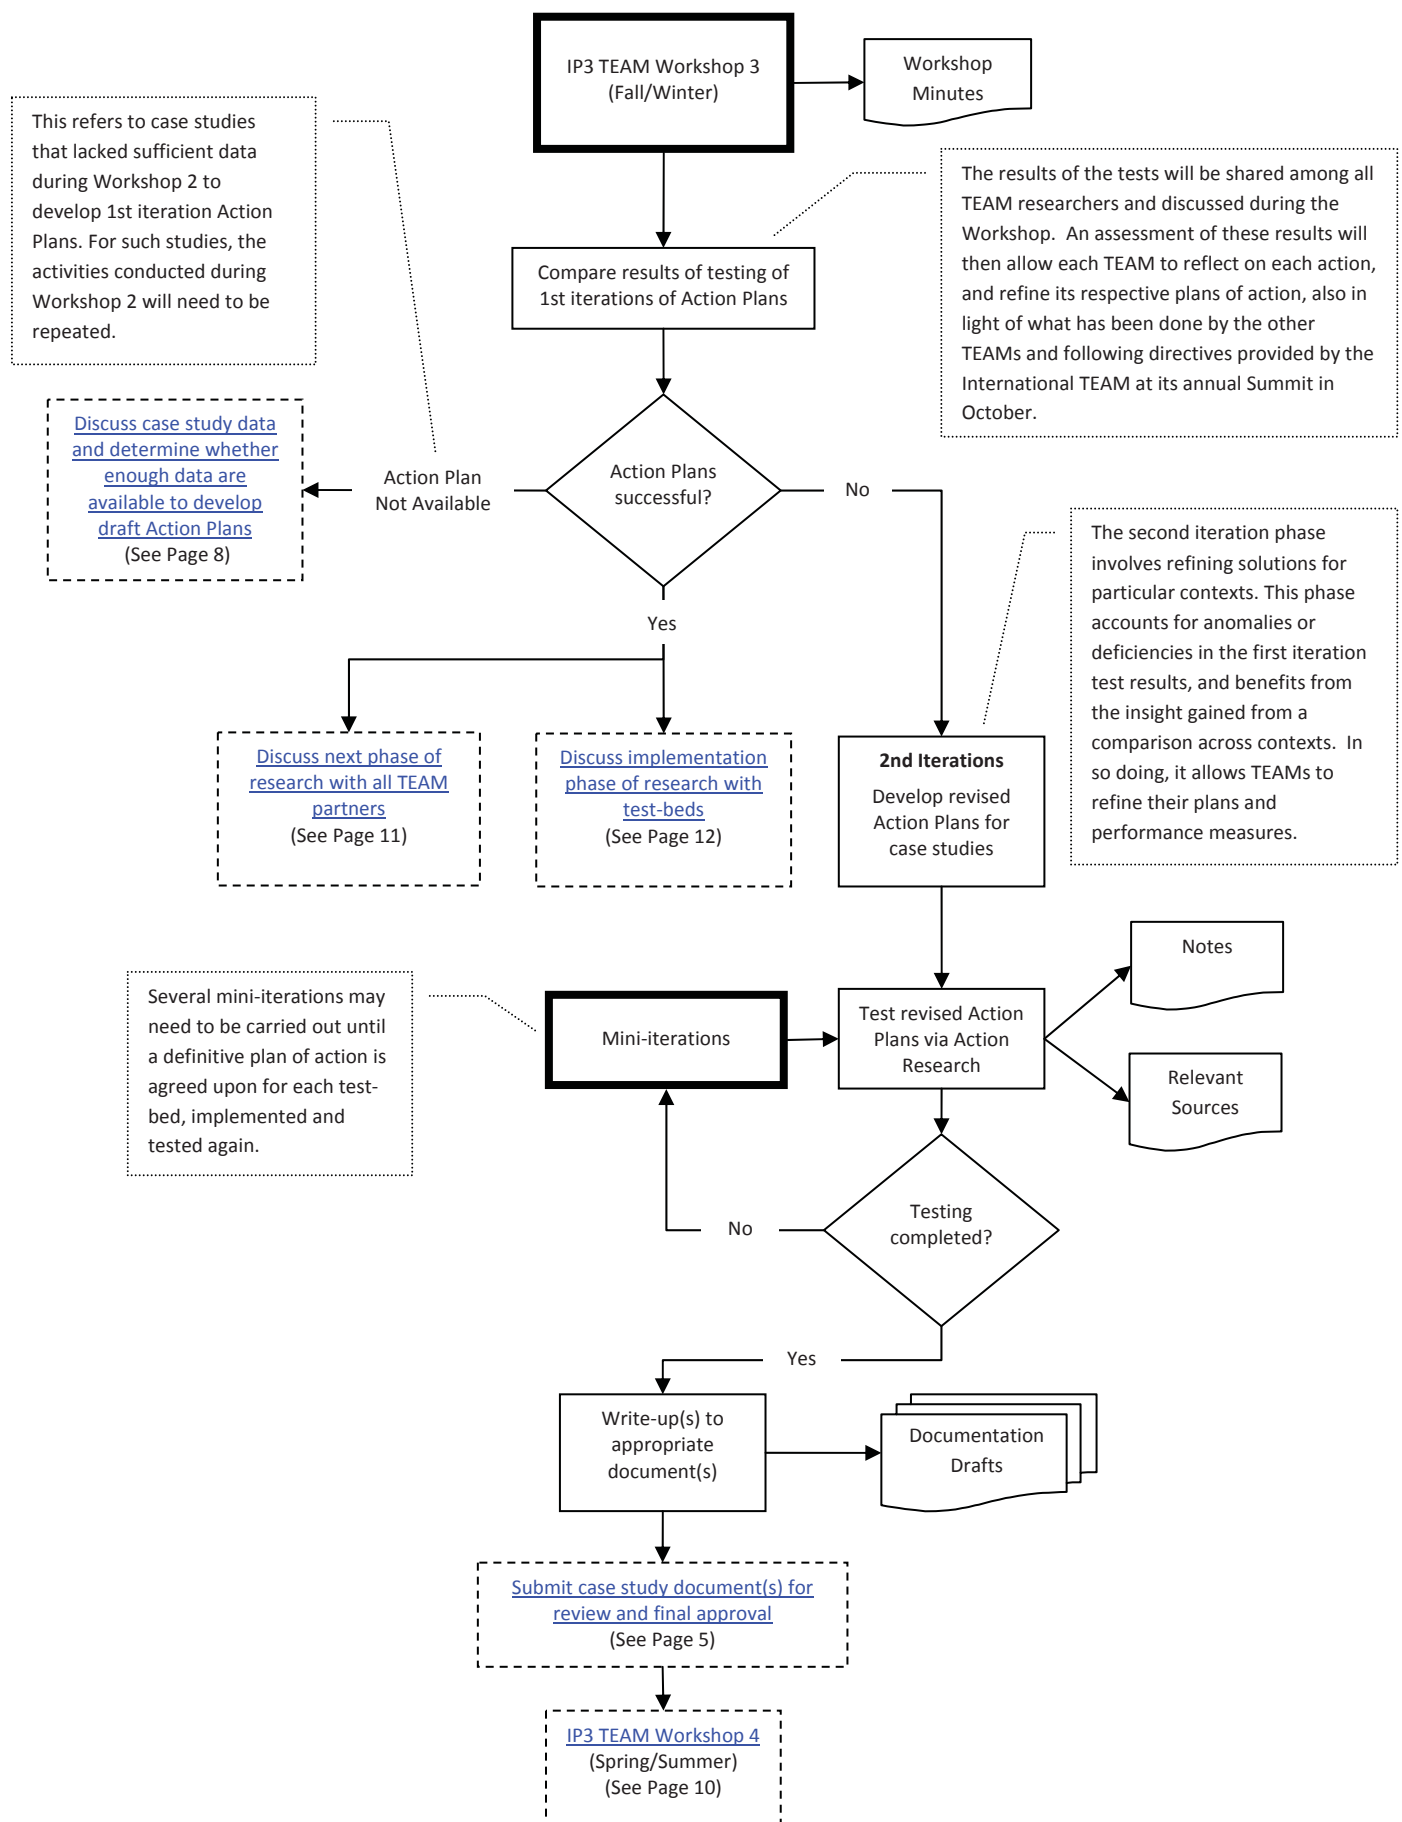 IP3 TEAM Workshop 3
(Fall/Winter)
Workshop
Minutes
This refers to case studies
that lacked sufficient data
during Workshop 2 to
develop 1st iteration Action
Plans. For such studies, the
activities conducted during
Workshop 2 will need to be
repeated.
The results of the tests will be shared among all
TEAM researchers and discussed during the
Workshop. An assessment of these results will
then allow each TEAM to reflect on each action,
and refine its respective plans of action, also in
light of what has been done by the other
TEAMs and following directives provided by the
International TEAM at its annual Summit in
October.
Compare results of testing of
1st iterations of Action Plans
Discuss case study data
and determine whether
enough data are
available to develop
draft Action Plans
(See Page 8)
Action Plan
Not Available
Action Plans
successful?
No
The second iteration phase
involves refining solutions for
particular contexts. This phase
accounts for anomalies or
deficiencies in the first iteration
test results, and benefits from
the insight gained from a
comparison across contexts. In
so doing, it allows TEAMs to
refine their plans and
performance measures.
Yes
Discuss next phase of
research with all TEAM
partners
(See Page 11)
Discuss implementation
phase of research with
test-beds
(See Page 12)
2nd Iterations
Develop revised
Action Plans for
case studies
Notes
Several mini-iterations may
need to be carried out until
a definitive plan of action is
agreed upon for each test-
bed, implemented and
tested again.
Mini-iterations
Test revised Action
Plans via Action
Research
Relevant
Sources
No
Testing
completed?
Yes
Write-up(s) to
appropriate
document(s)
Documentation
Drafts
Submit case study document(s) for
review and final approval
(See Page 5)
IP3 TEAM Workshop 4
(Spring/Summer)
(See Page 10)